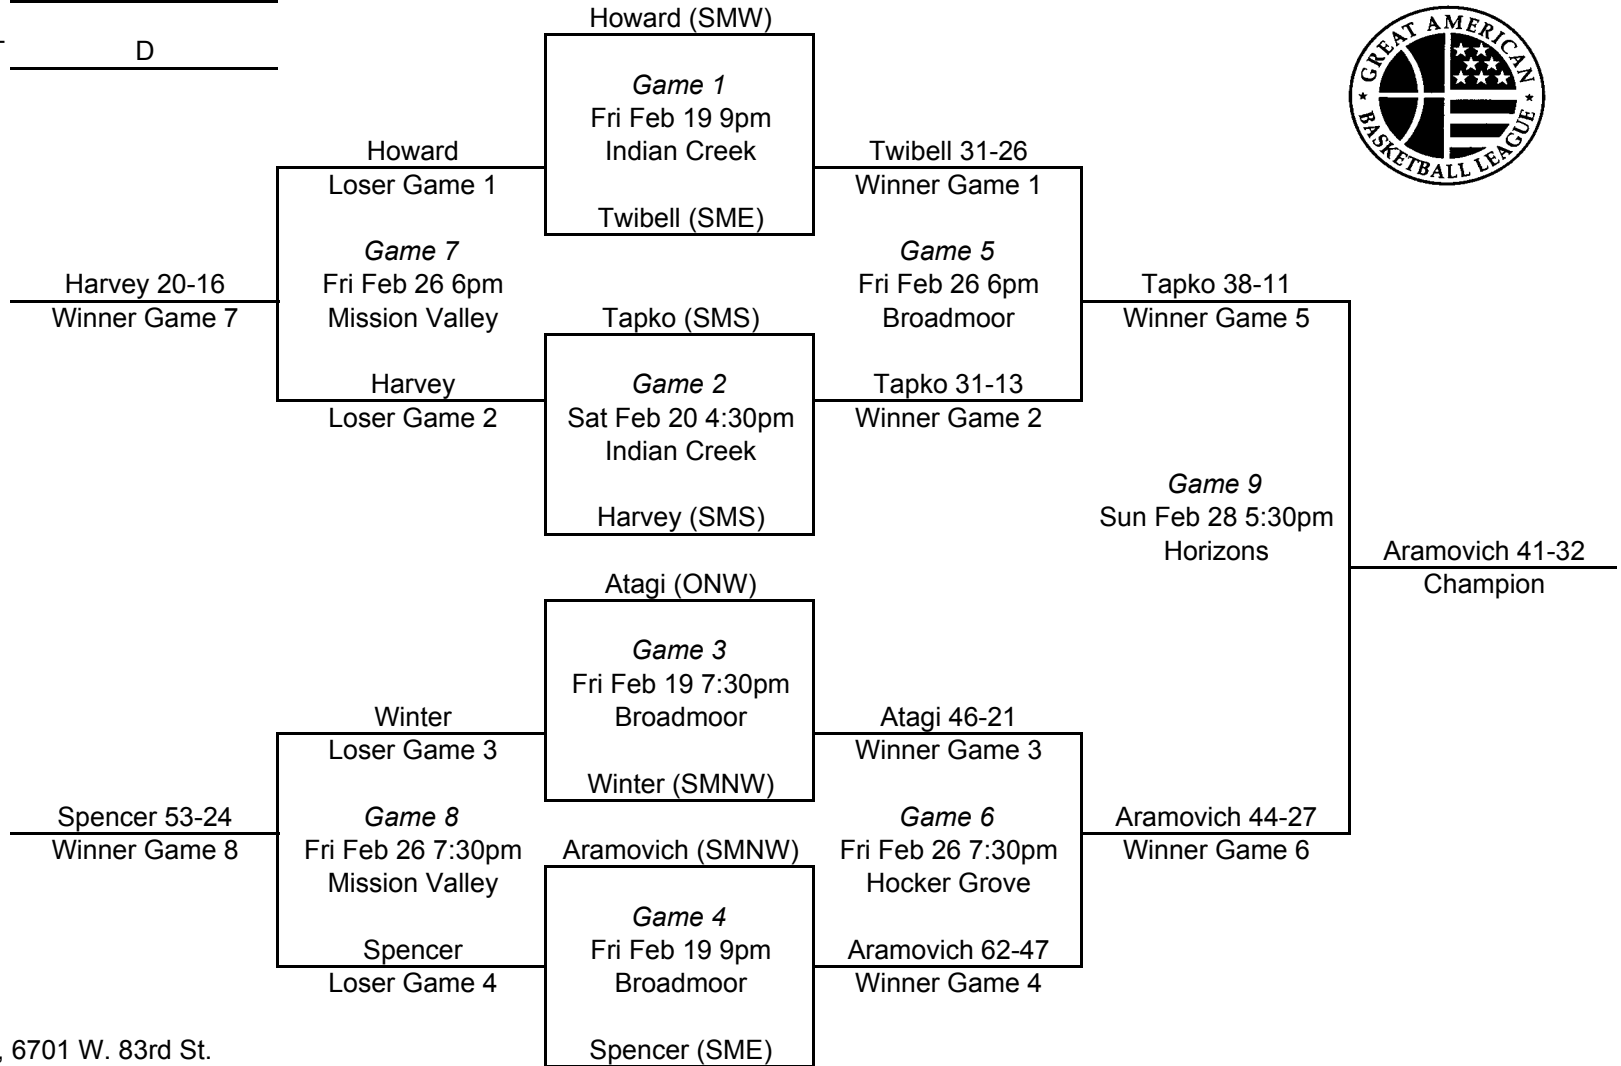 Howard (SMW)
D
Game 1
Fri Feb 19 9pm
Indian Creek
Twibell (SME)
Howard
Loser Game 1
Twibell 31-26
Winner Game 1
Game 7
Fri Feb 26 6pm
Mission Valley
Harvey 20-16
Winner Game 7
Game 5
Fri Feb 26 6pm
Broadmoor
Tapko 38-11
Winner Game 5
Tapko (SMS)
Game 2
Sat Feb 20 4:30pm
Indian Creek
Harvey (SMS)
Harvey
Loser Game 2
Tapko 31-13
Winner Game 2
Game 9
Sun Feb 28 5:30pm
Horizons
Aramovich 41-32
Champion
Atagi (ONW)
Game 3
Fri Feb 19 7:30pm
Broadmoor
Winter (SMNW)
Winter
Loser Game 3
Atagi 46-21
Winner Game 3
Spencer 53-24
Winner Game 8
Game 8
Fri Feb 26 7:30pm
Mission Valley
Game 6
Fri Feb 26 7:30pm
Hocker Grove
Aramovich 44-27
Winner Game 6
Aramovich (SMNW)
Game 4
Fri Feb 19 9pm
Broadmoor
Spencer (SME)
Spencer
Loser Game 4
Aramovich 62-47
Winner Game 4
, 6701 W. 83rd St.
GREAT AMERICAN
BASKETBALL LEAGUE